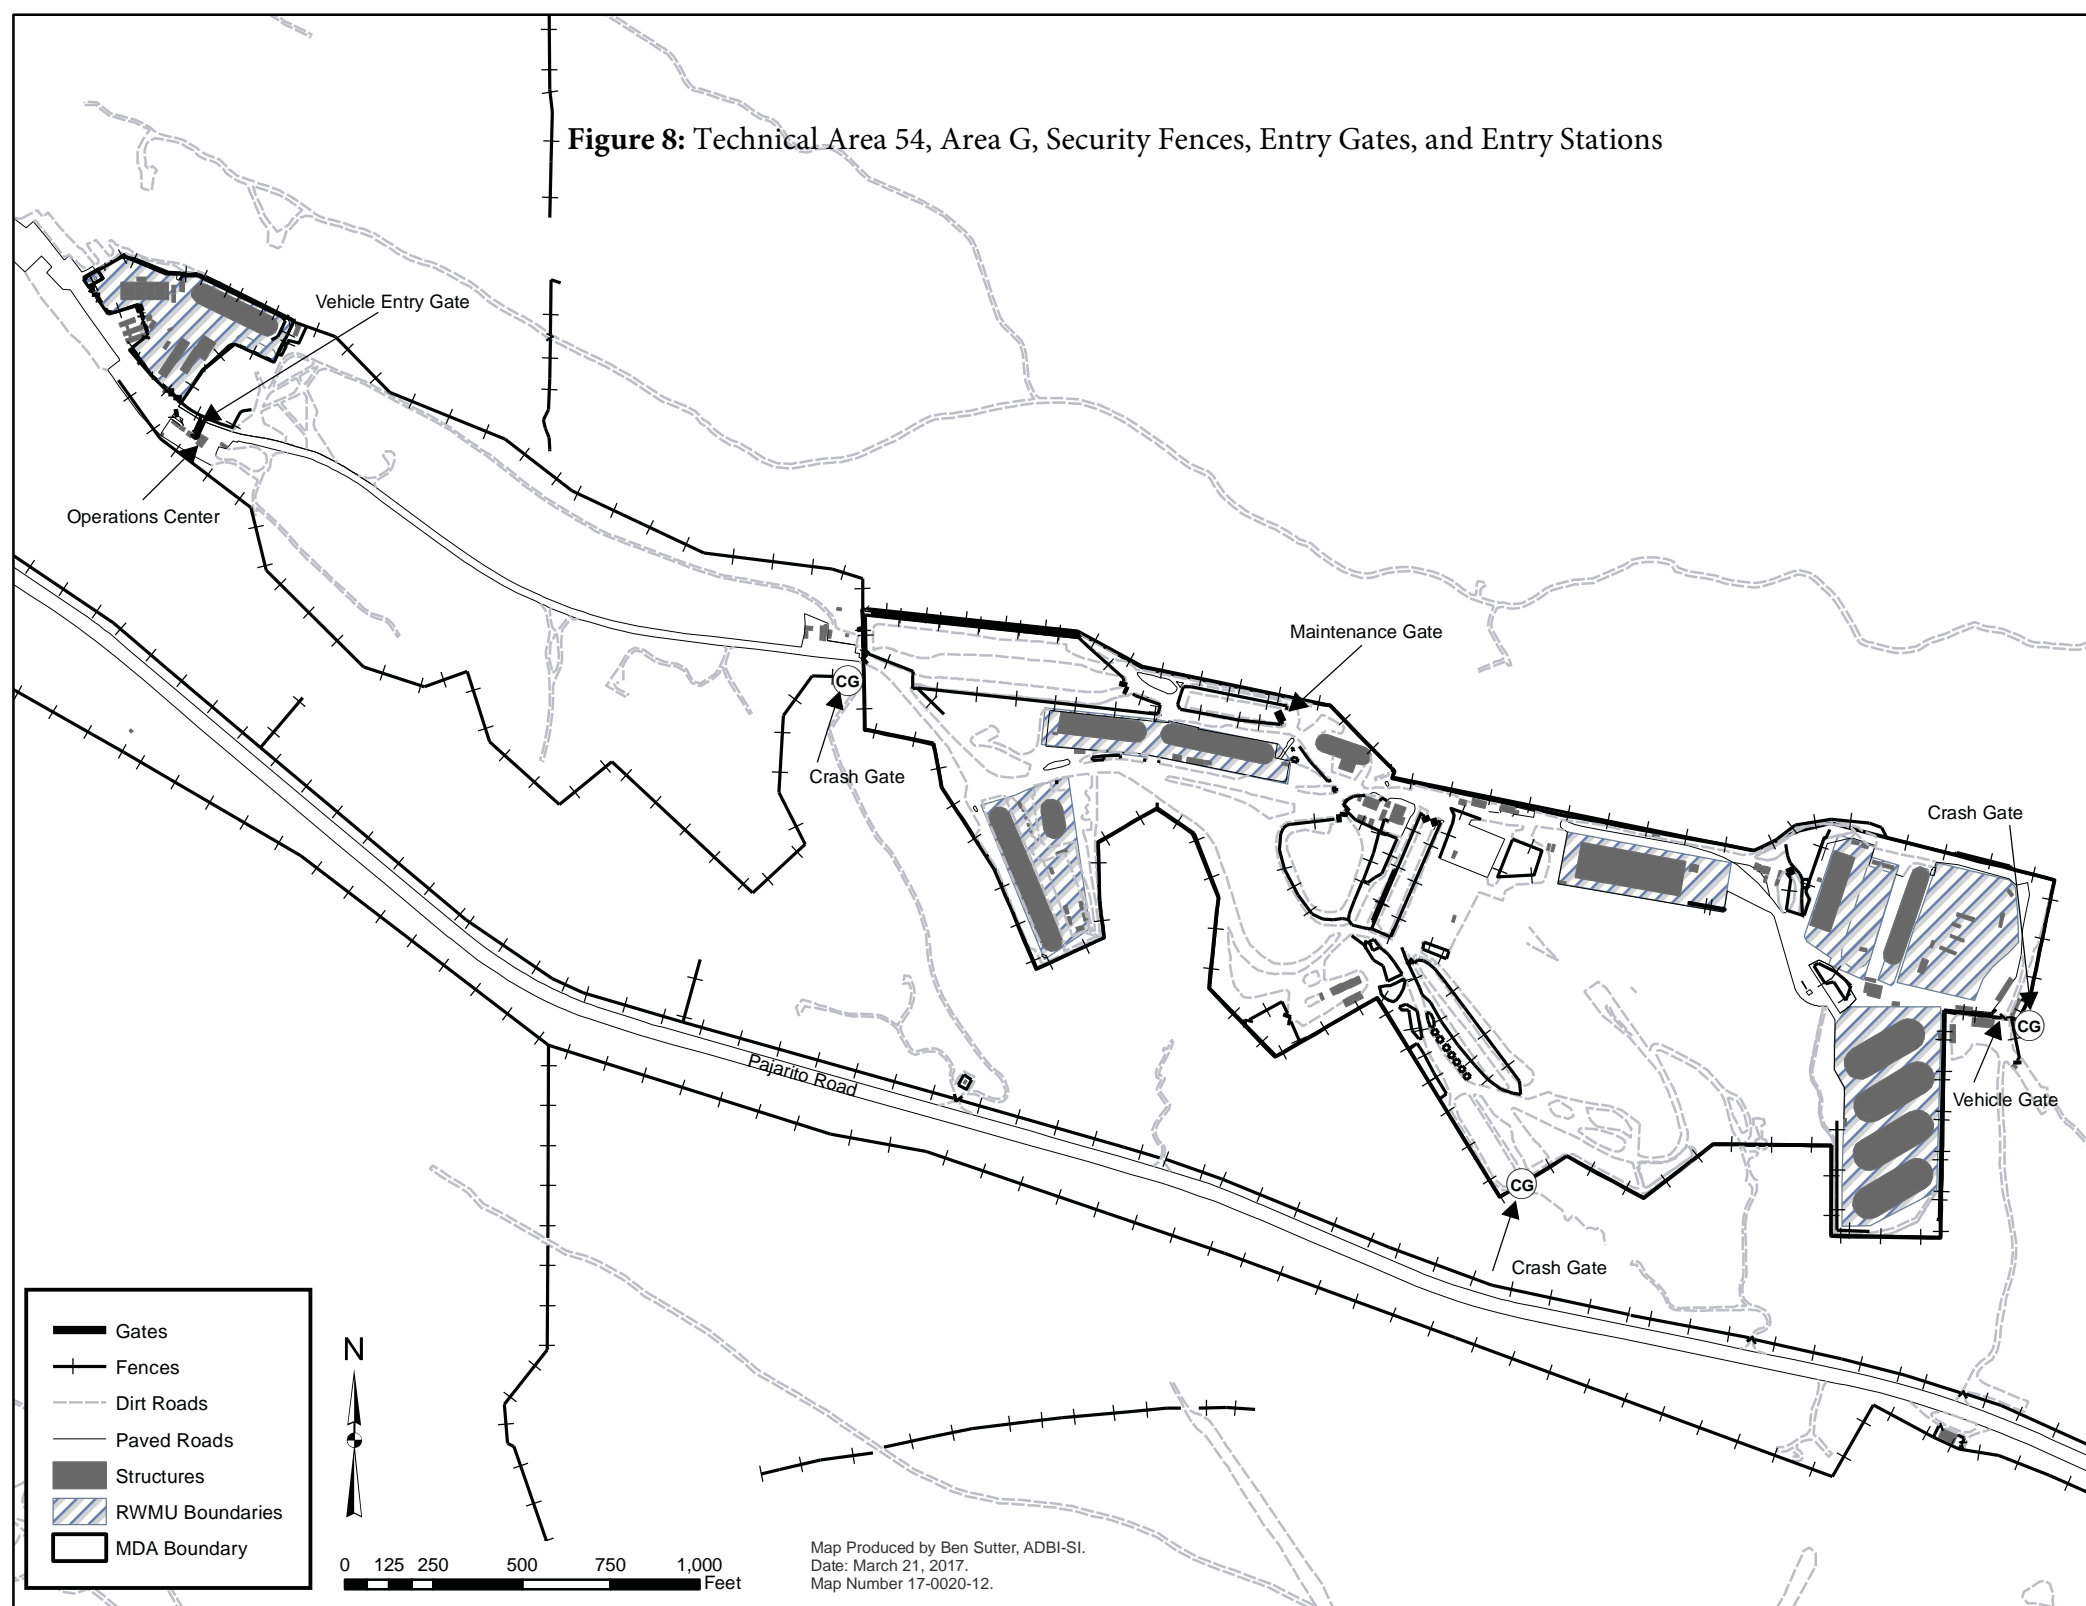 Figure 8: Technical Area 54, Area G, Security Fences, Entry Gates, and Entry Stations
Vehicle Entry Gate
Operations Center
Maintenance Gate
CG
Crash Gate
Crash Gate
CG
Vehicle Gate
Pajarito Road
CG
Crash Gate
Gates
Fences
Dirt Roads
Paved Roads
Structures
RWMU Boundaries
MDA Boundary
N
0 125 250 500 750 1,000
Feet
Map Produced by Ben Sutter, ADBI-SI.
Date: March 21, 2017.
Map Number 17-0020-12.